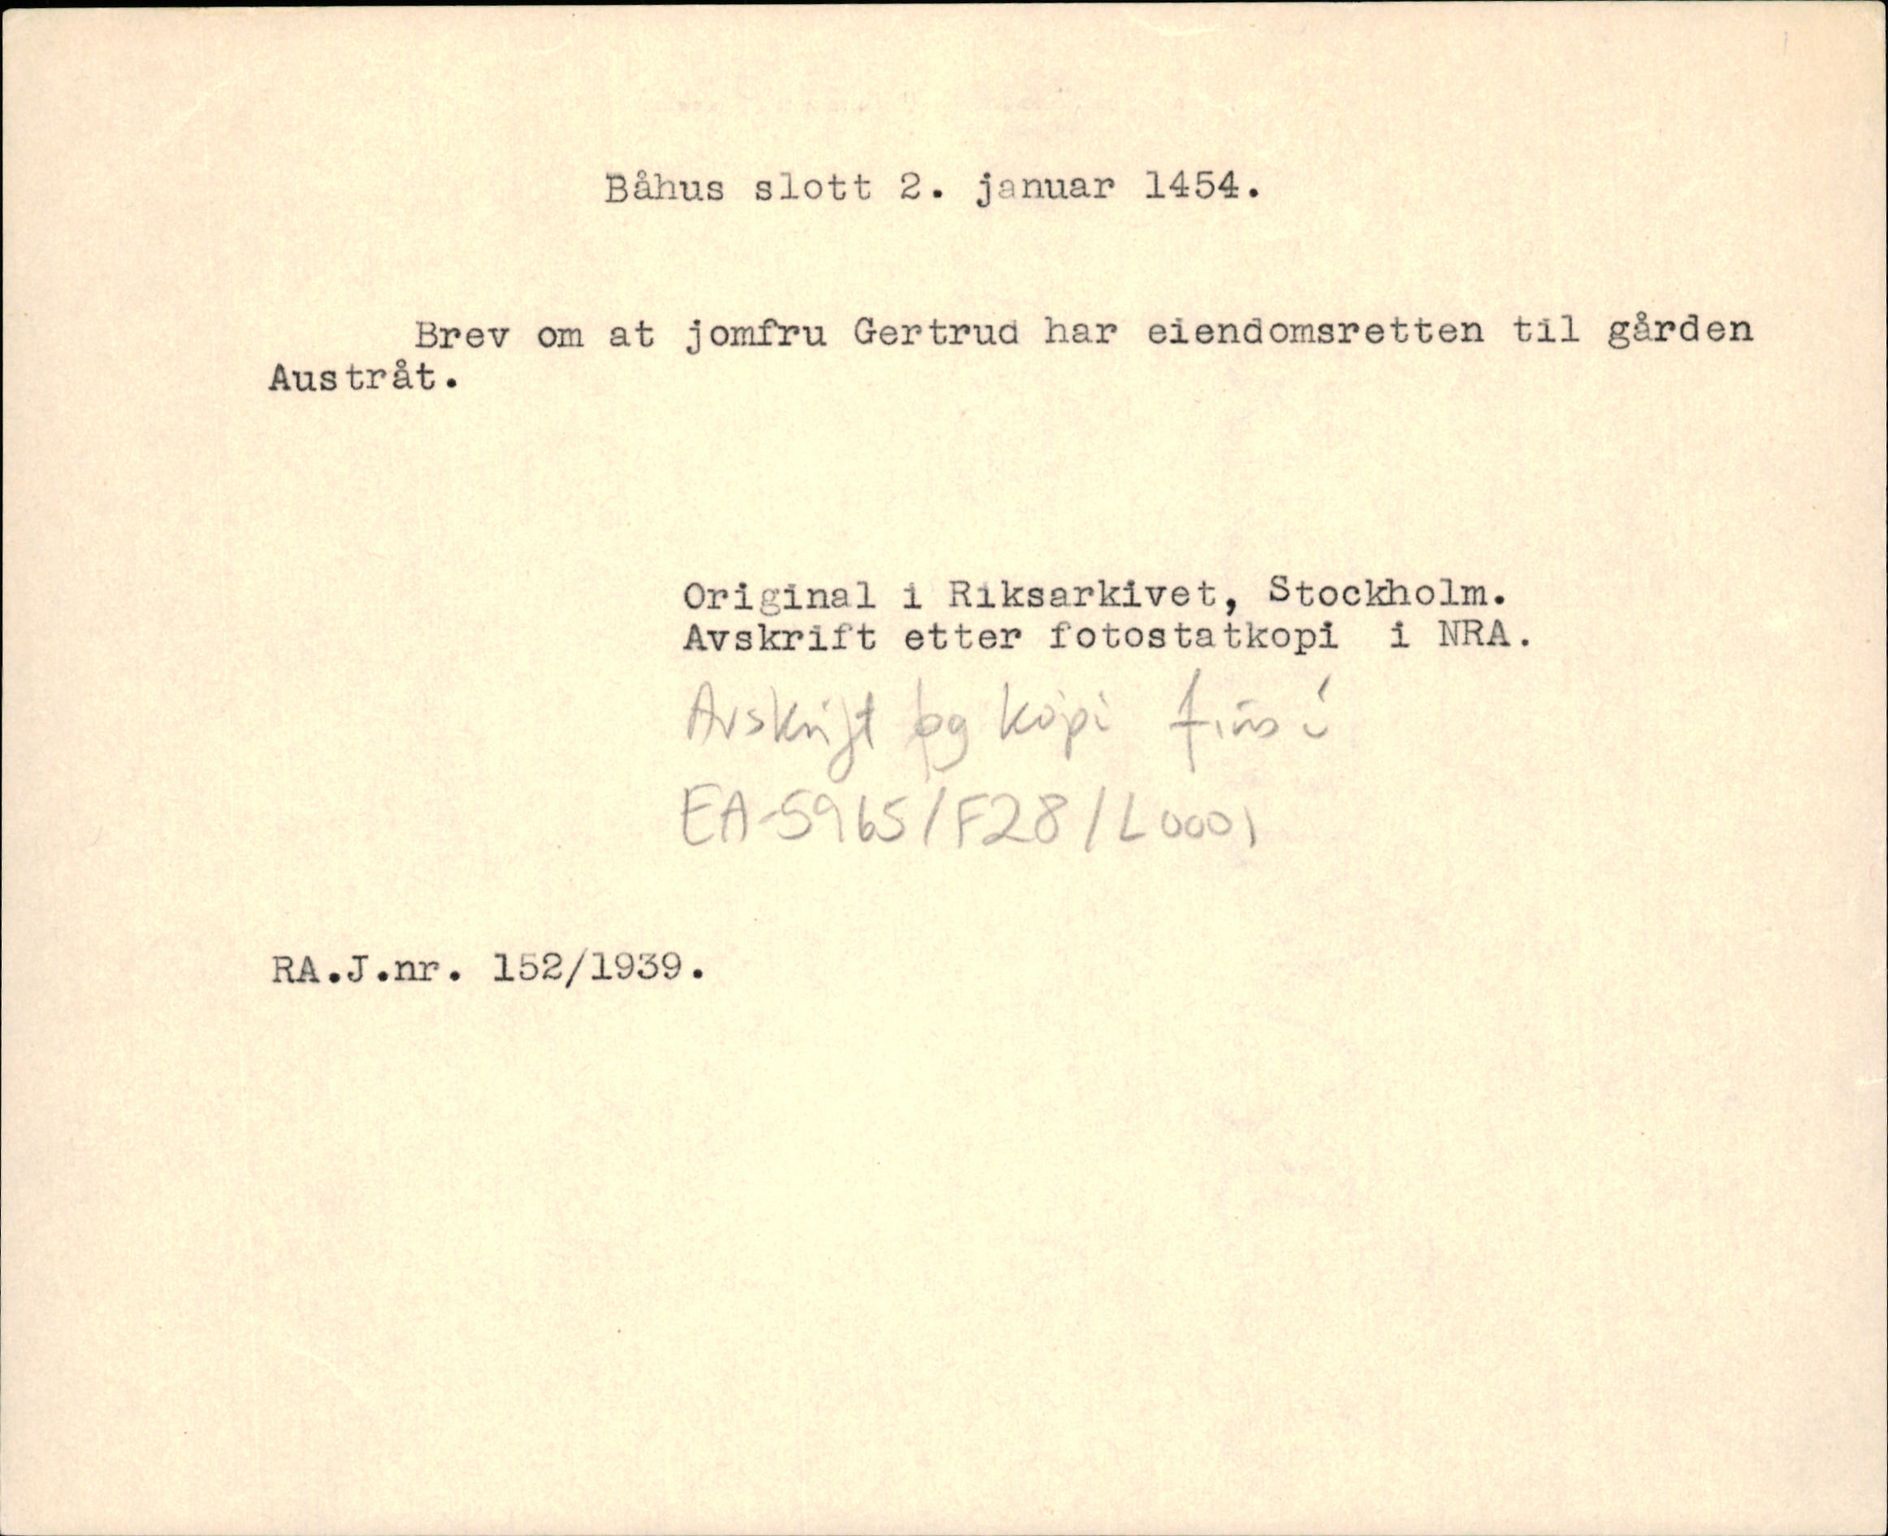 Båhus slott 2. januar 1454.
Brev om at jomfru Gertrud har eiendomsretten til gården
Austråt.
Original i Riksarkivet, Stockholm.
Avskrift etter fotostatkopi i NRA.
Avskrift og kopi fins i
EA-5965/F28/L0001
RA.J.nr. 152/1939.